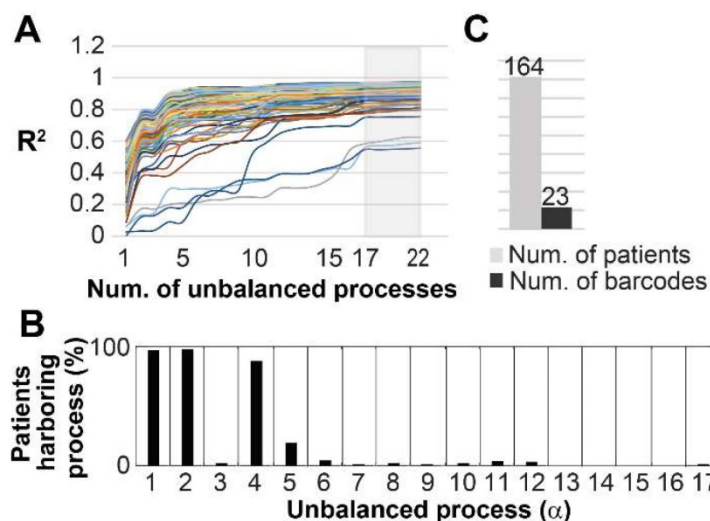 A
1.2
1
0.8
0.6
0.4
0.2
0
R²
1 5 10 15 17 22
Num. of unbalanced processes
C
164
23
Num. of patients
Num. of barcodes
B
Patients
harboring
process (%)
100
0
1 2 3 4 5 6 7 8 9 10 11 12 13 14 15 16 17
Unbalanced process (α)